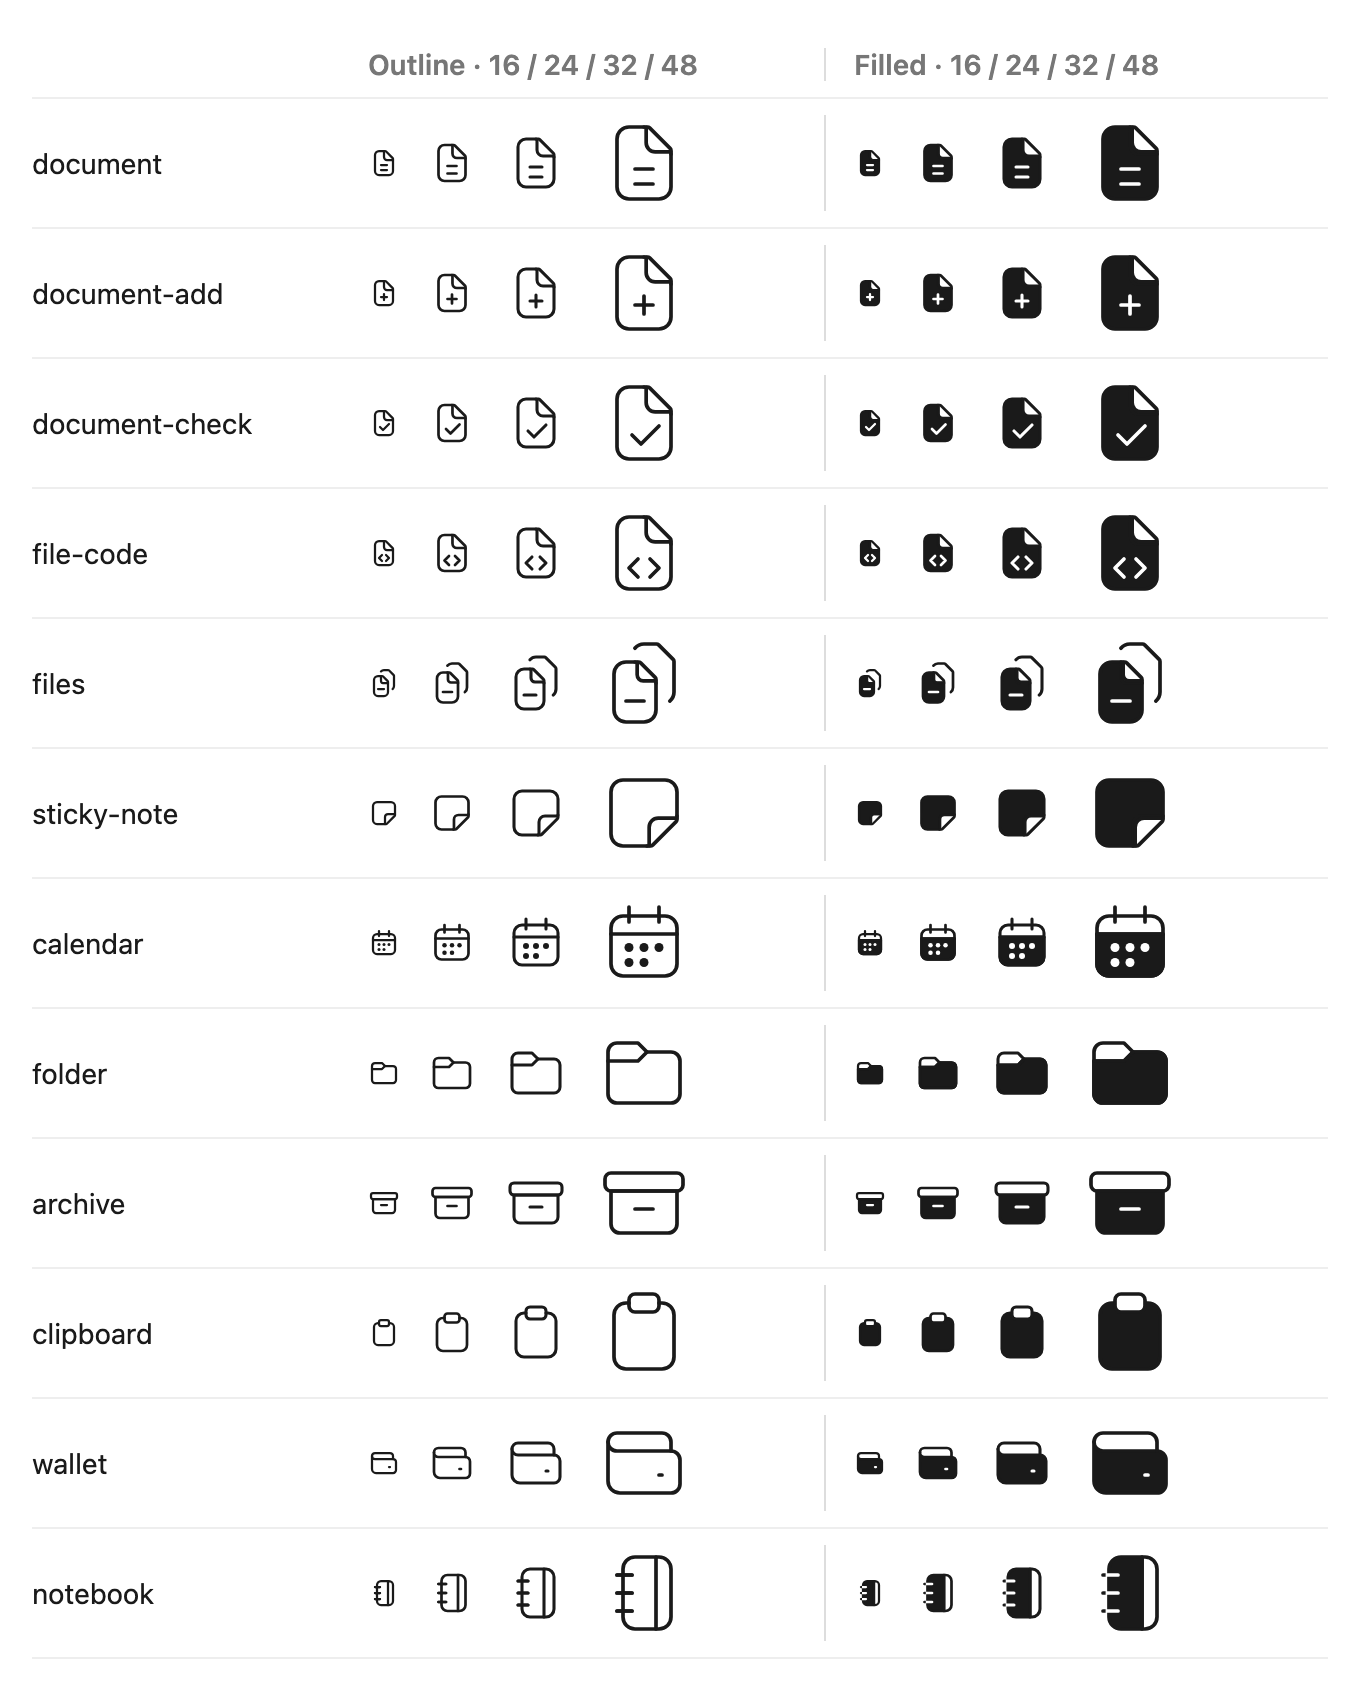 Outline · 16 / 24 / 32 / 48
Filled · 16 / 24 / 32 / 48
document
document-add
document-check
file-code
files
sticky-note
calendar
folder
archive
clipboard
wallet
notebook